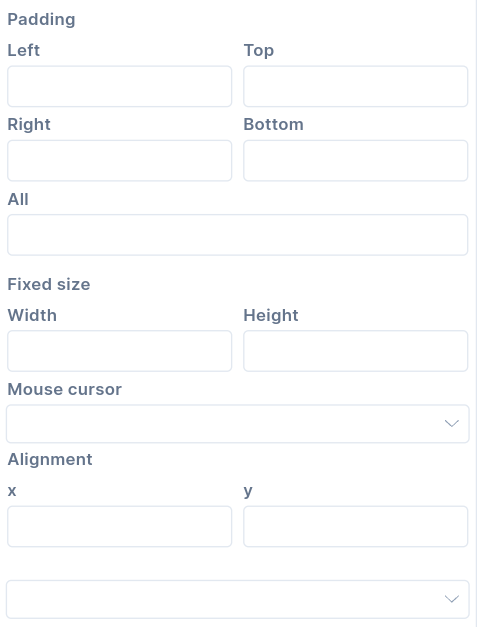 Padding
Left Top
Right Bottom
All
Fixed size
Width Height
Mouse cursor
Alignment
x y